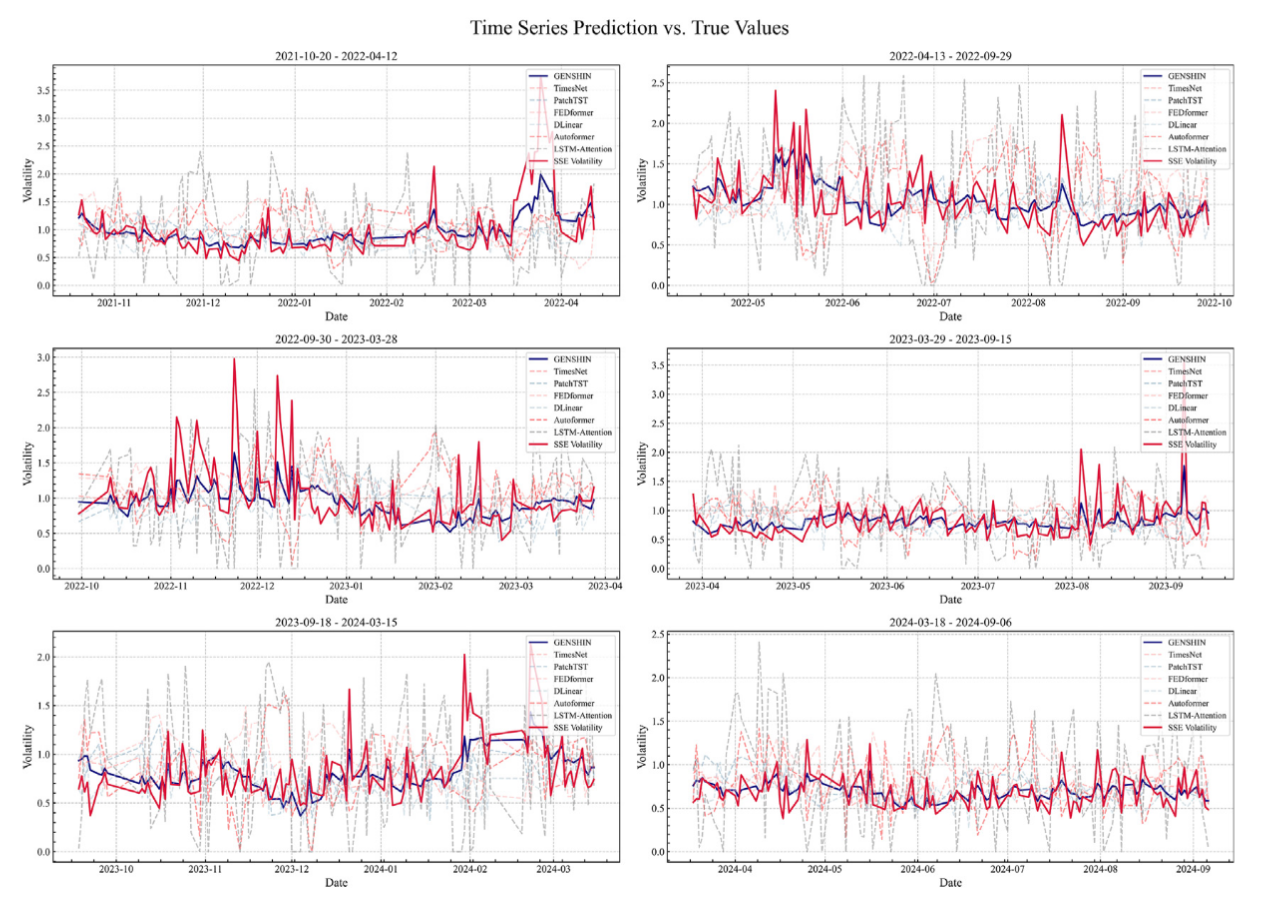 Time Series Prediction vs. True Values
2021-10-20 - 2022-04-12
Volatility
3.5
3.0
2.5
2.0
1.5
1.0
0.5
0.0
GENSHIN
TimesNet
PatchTST
FEDformer
DLinear
Autoformer
LSTM-Attention
SSE Volatility
2021-11 2021-12 2022-01 2022-02 2022-03 2022-04
Date
2022-04-13 - 2022-09-29
Volatility
2.5
2.0
1.5
1.0
0.5
0.0
GENSHIN
TimesNet
PatchTST
FEDformer
DLinear
Autoformer
LSTM-Attention
SSE Volatility
2022-05 2022-06 2022-07 2022-08 2022-09 2022-10
Date
2022-09-30 - 2023-03-28
Volatility
3.0
2.5
2.0
1.5
1.0
0.5
0.0
GENSHIN
TimesNet
PatchTST
FEDformer
DLinear
Autoformer
LSTM-Attention
SSE Volatility
2022-10 2022-11 2022-12 2023-01 2023-02 2023-03 2023-04
Date
2023-03-29 - 2023-09-15
Volatility
3.5
3.0
2.5
2.0
1.5
1.0
0.5
0.0
GENSHIN
TimesNet
PatchTST
FEDformer
DLinear
Autoformer
LSTM-Attention
SSE Volatility
2023-04 2023-05 2023-06 2023-07 2023-08 2023-09
Date
2023-09-18 - 2024-03-15
Volatility
2.0
1.5
1.0
0.5
0.0
GENSHIN
TimesNet
PatchTST
FEDformer
DLinear
Autoformer
LSTM-Attention
SSE Volatility
2023-10 2023-11 2023-12 2024-01 2024-02 2024-03
Date
2024-03-18 - 2024-09-06
Volatility
2.5
2.0
1.5
1.0
0.5
0.0
GENSHIN
TimesNet
PatchTST
FEDformer
DLinear
Autoformer
LSTM-Attention
SSE Volatility
2024-04 2024-05 2024-06 2024-07 2024-08 2024-09
Date